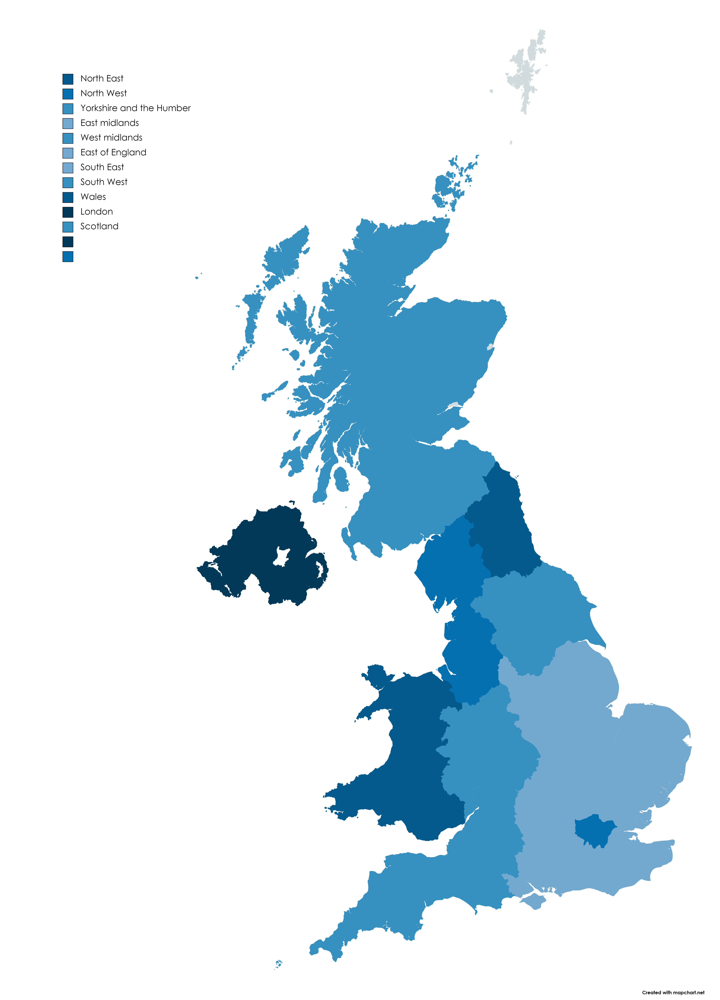 North East
North West
Yorkshire and the Humber
East midlands
West midlands
East of England
South East
South West
Wales
London
Scotland
Created with mapchart.net